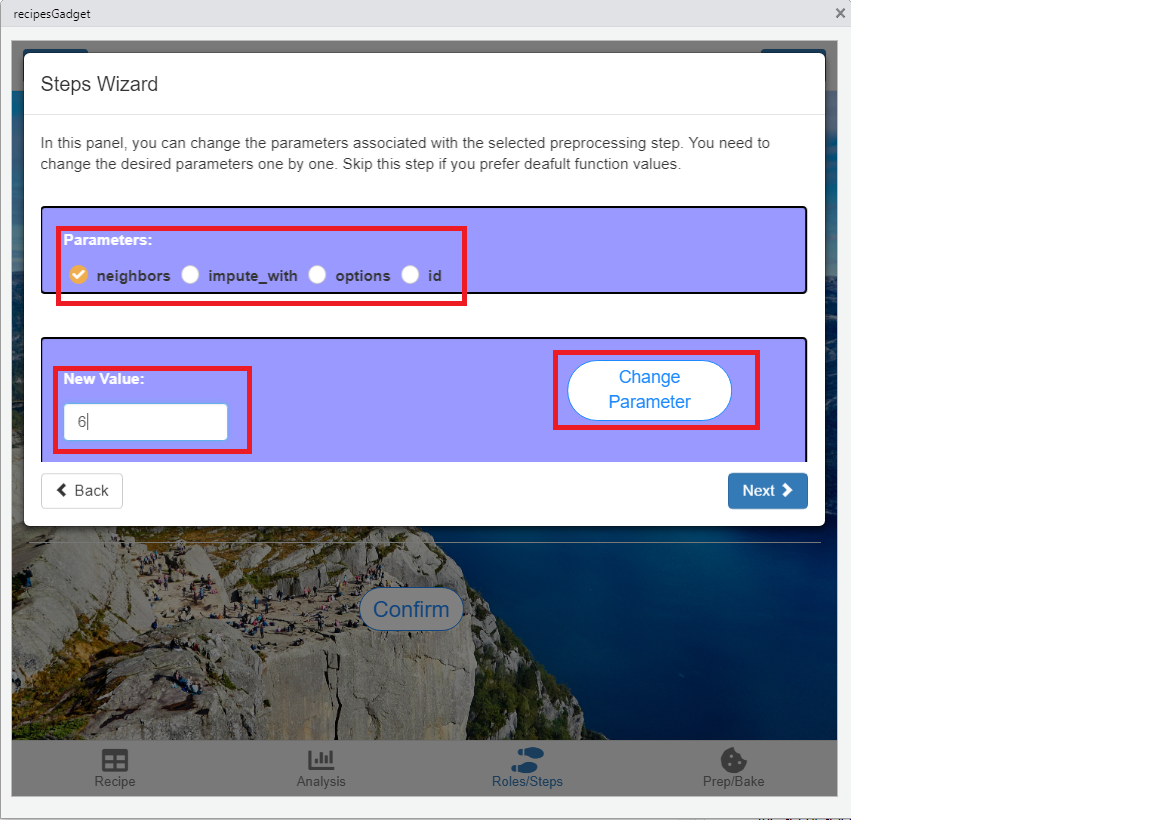 recipesGadget
Steps Wizard
In this panel, you can change the parameters associated with the selected preprocessing step. You need to
change the desired parameters one by one. Skip this step if you prefer deafult function values.
Parameters:
neighbors impute_with options id
New Value:
Change
Parameter
6
Back
Next
Confirm
Recipe
Analysis
Roles/Steps
Prep/Bake